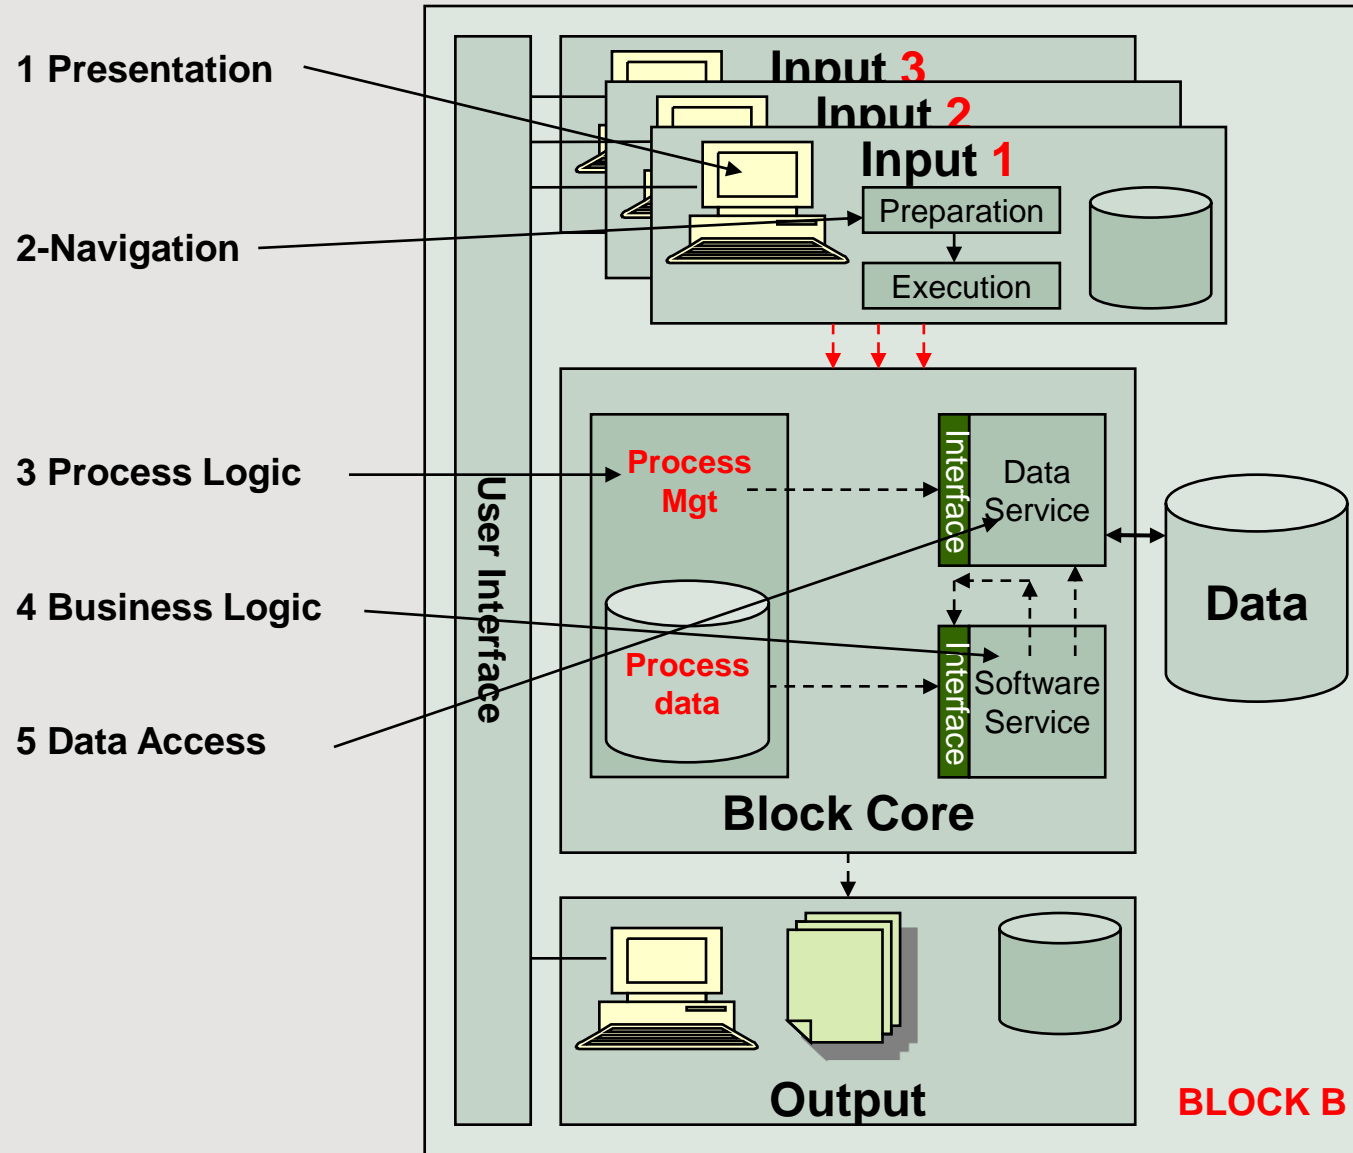 1 Presentation
2-Navigation
3 Process Logic
4 Business Logic
5 Data Access
User Interface
Input 3
Input 2
Input 1
Preparation
Execution
Process
Mgt
Process
data
Interface
Data
Service
Interface
Software
Service
Block Core
Data
Output
BLOCK B